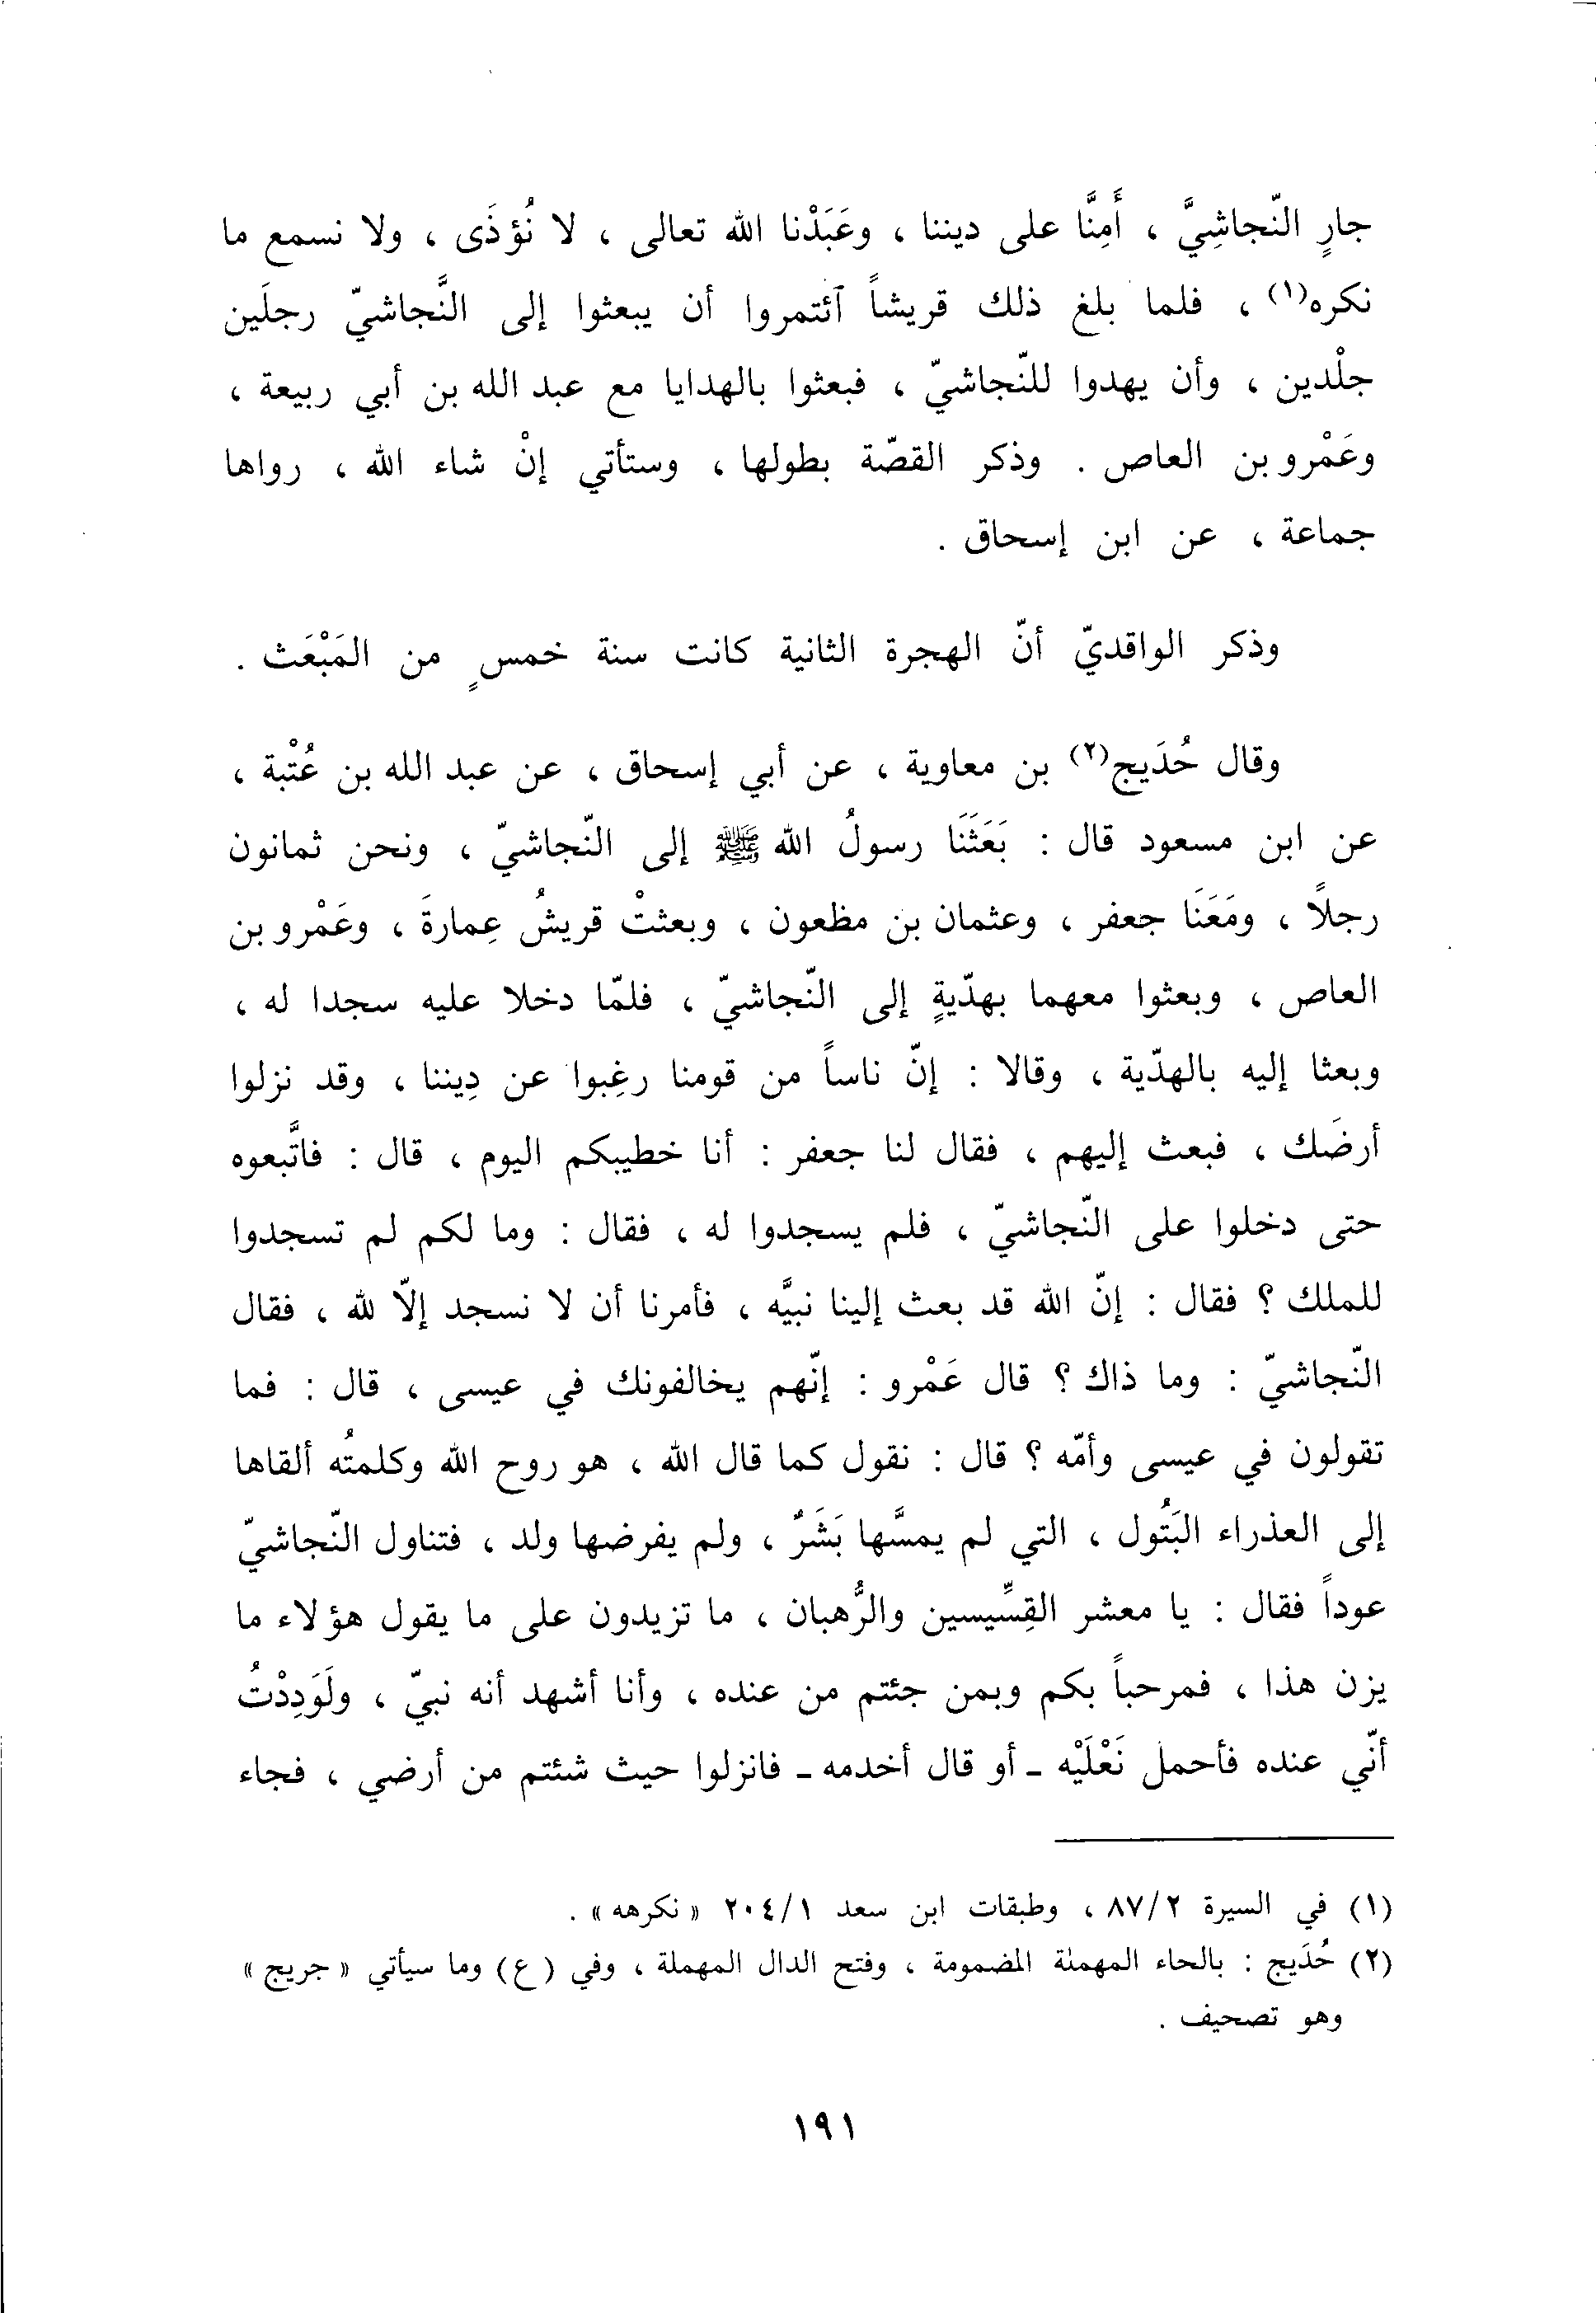 جارٍ النّجاشِيَّ ، أَمِنَّا على ديننا ، وعَبَدْنا الله تعالى ، لا نُؤذَى ، ولا نسمع ما
نكره(١) ، فلما بلغ ذلك قريشاً آئتمروا أن يبعثوا إلى النَّجاشيّ رجلَين
جلْدين ، وأن يهدوا للنّجاشيّ ، فبعثوا بالهدايا مع عبد الله بن أبي ربيعة ،
وعَمْرو بن العاص . وذكر القصّة بطولها ، وستأتي إنْ شاء الله ، رواها
جماعة ، عن ابن إسحاق .
وذكر الواقديّ أنّ الهجرة الثانية كانت سنة خمسٍ من المَبْعَث .
وقال حُدَيج(٢) بن معاوية ، عن أبي إسحاق ، عن عبد الله بن عُتْبة ،
عن ابن مسعود قال : بَعَثَنَا رسولُ الله ﷺ إلى النّجاشيّ ، ونحن ثمانون
رجلاً ، ومَعَنَا جعفر ، وعثمان بن مظعون ، وبعثتْ قريشُ عِمارةَ ، وعَمْرو بن
العاص ، وبعثوا معهما بهدّيةٍ إلى النّجاشيّ ، فلمّا دخلا عليه سجدا له ،
وبعثا إليه بالهدّية ، وقالا : إنّ ناساً من قومنا رغِبوا عن دِيننا ، وقد نزلوا
أرضَك ، فبعث إليهم ، فقال لنا جعفر : أنا خطيبكم اليوم ، قال : فاتَّبعوه
حتى دخلوا على النّجاشيّ ، فلم يسجدوا له ، فقال : وما لكم لم تسجدوا
للملك ؟ فقال : إنّ الله قد بعث إلينا نبيَّه ، فأمرنا أن لا نسجد إلاّ لله ، فقال
النّجاشيّ : وما ذاك ؟ قال عَمْرو : إنّهم يخالفونك في عيسى ، قال : فما
تقولون في عيسى وأمّه ؟ قال : نقول كما قال الله ، هو روح الله وكلمتُه ألقاها
إلى العذراء البَتُول ، التي لم يمسَّها بَشَرٌ ، ولم يفرضها ولد ، فتناول النّجاشيّ
عوداً فقال : يا معشر القِسِّيسين والرُّهبان ، ما تزيدون على ما يقول هؤلاء ما
يزن هذا ، فمرحباً بكم وبمن جئتم من عنده ، وأنا أشهد أنه نبيّ ، ولَوَدِدْتُ
أنّي عنده فأحمل نَعْلَيْه ـ أو قال أخدمه ـ فانزلوا حيث شئتم من أرضي ، فجاء
(١) في السيرة ٨٧/٢ ، وطبقات ابن سعد ٢٠٤/١ « نكرهه » .
(٢) حُدَيج : بالحاء المهملة المضمومة ، وفتح الدال المهملة ، وفي (ع) وما سيأتي « جريج »
وهو تصحيف .
١٩١